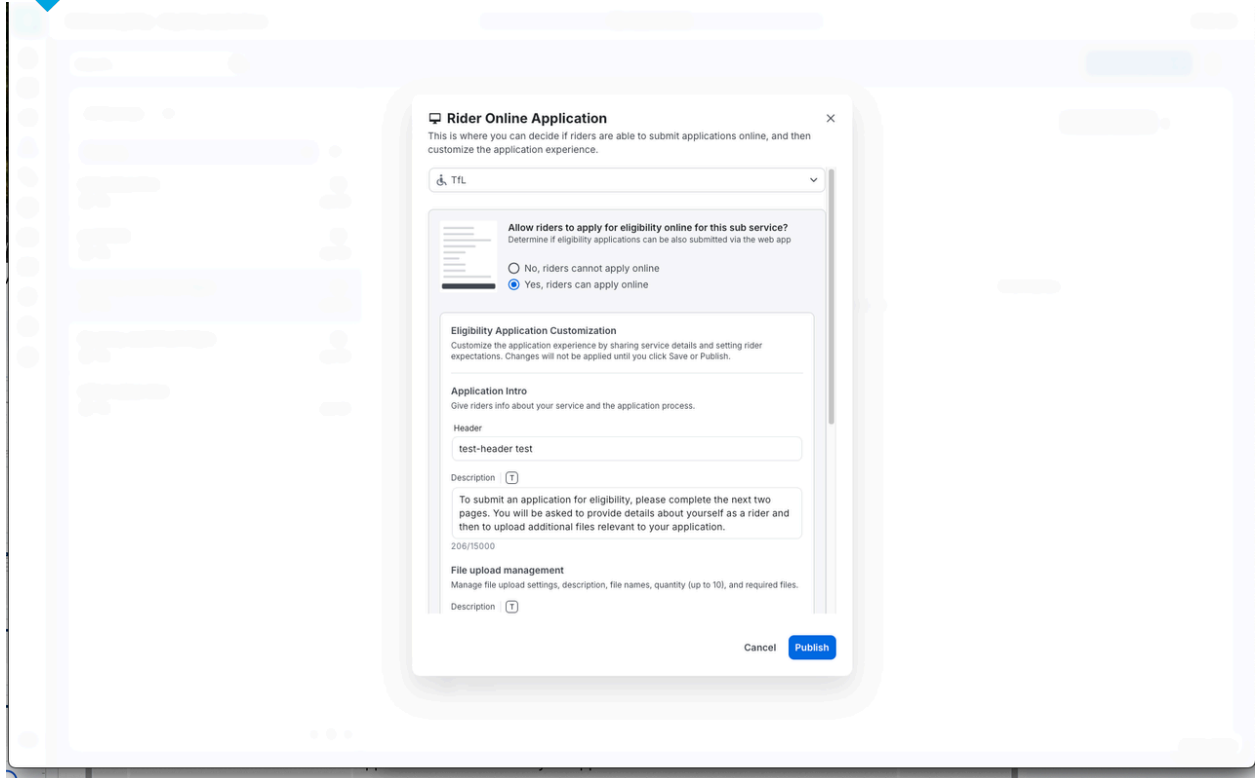 Rider Online Application
This is where you can decide if riders are able to submit applications online, and then
customize the application experience.
TfL
Allow riders to apply for eligibility online for this sub service?
Determine if eligibility applications can be also submitted via the web app
No, riders cannot apply online
Yes, riders can apply online
Eligibility Application Customization
Customize the application experience by sharing service details and setting rider
expectations. Changes will not be applied until you click Save or Publish.
Application Intro
Give riders info about your service and the application process.
Header
test-header test
Description T
To submit an application for eligibility, please complete the next two
pages. You will be asked to provide details about yourself as a rider and
then to upload additional files relevant to your application.
206/15000
File upload management
Manage file upload settings, description, file names, quantity (up to 10), and required files.
Description T
Cancel Publish